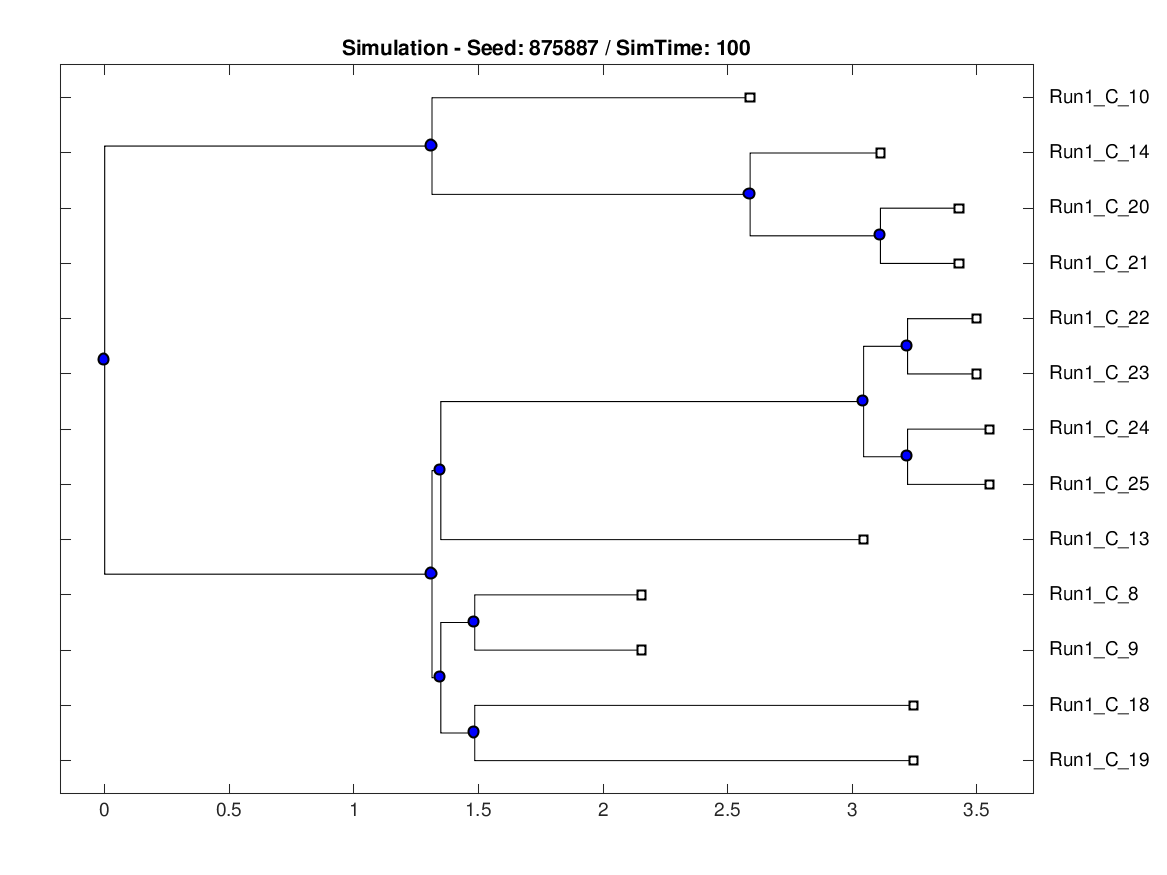 Simulation - Seed: 875887 / SimTime: 100
Run1_C_10
Run1_C_14
Run1_C_20
Run1_C_21
Run1_C_22
Run1_C_23
Run1_C_24
Run1_C_25
Run1_C_13
Run1_C_8
Run1_C_9
Run1_C_18
Run1_C_19
0 0.5 1 1.5 2 2.5 3 3.5